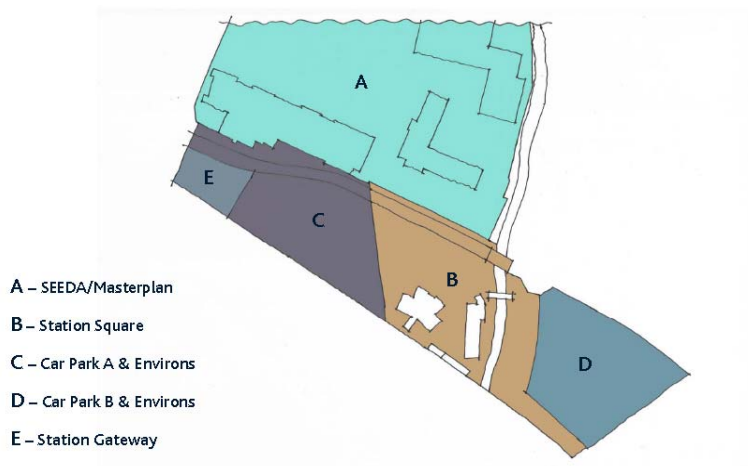 A
E
C
B
D
A – SEEDA/Masterplan
B – Station Square
C – Car Park A & Environs
D – Car Park B & Environs
E – Station Gateway